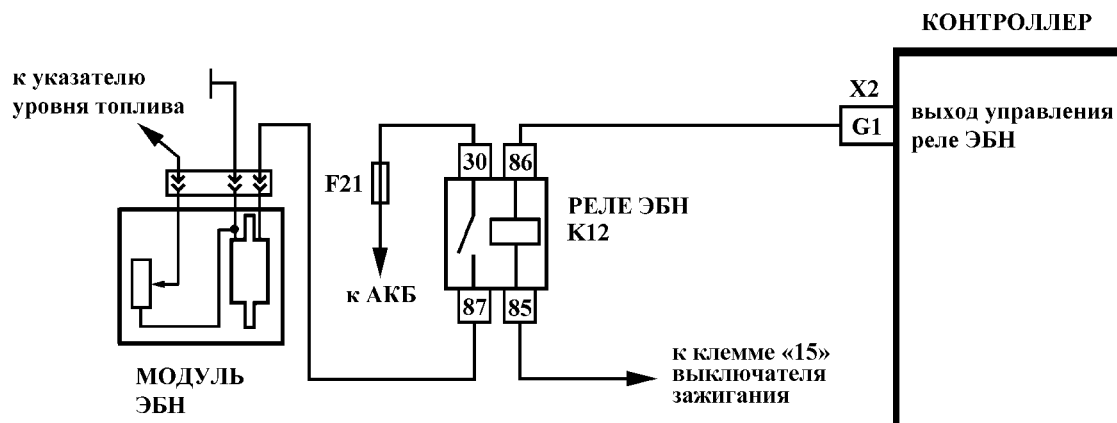 КОНТРОЛЛЕР
к указателю
уровня топлива
X2
G1
выход управления
реле ЭБН
F21
30
86
РЕЛЕ ЭБН
К12
к АКБ
87
85
МОДУЛЬ
ЭБН
к клемме «15»
выключателя
зажигания